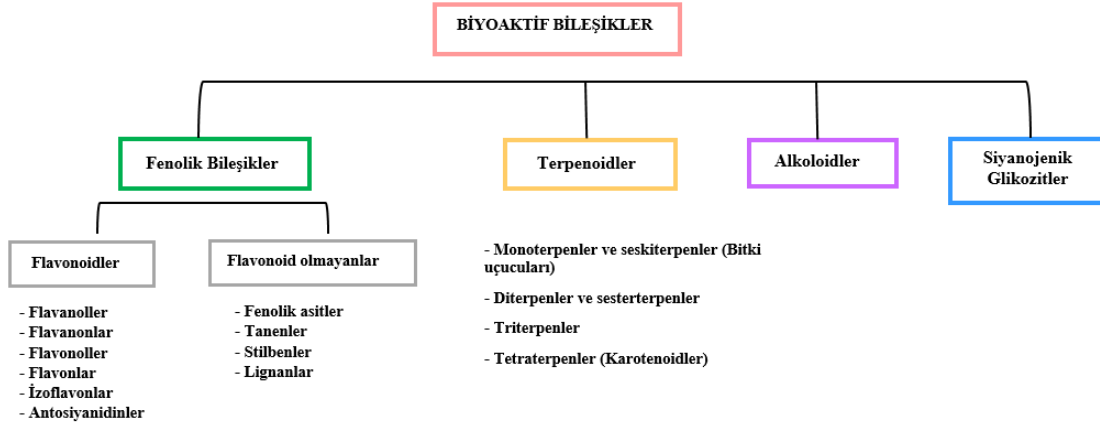 BİYOAKTİF BİLEŞİKLER
Fenolik Bileşikler
Terpenoidler
Alkoloidler
Siyanojenik
Glikozitler
Flavonoidler
Flavonoid olmayanlar
- Flavanoller
- Flavanonlar
- Flavonoller
- Flavonlar
- İzoflavonlar
- Antosiyanidinler
- Fenolik asitler
- Tanenler
- Stilbenler
- Lignanlar
- Monoterpenler ve seskiterpenler (Bitki
uçucuları)
- Diterpenler ve sesterterpenler
- Triterpenler
- Tetraterpenler (Karotenoidler)